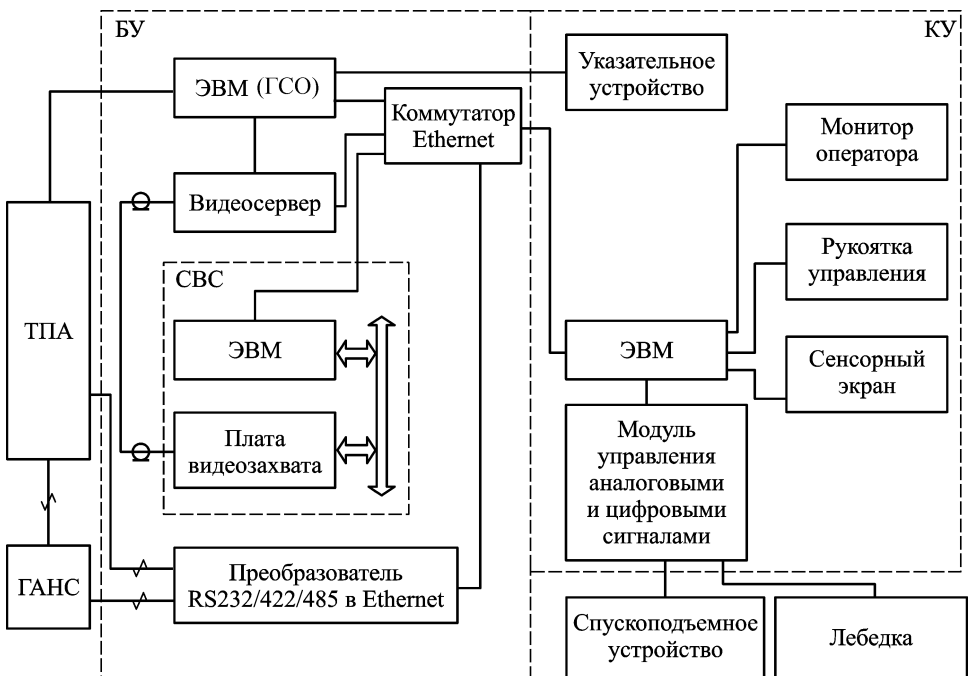 БУ
КУ
ЭВМ (ГСО)
Указательное
устройство
Коммутатор
Ethernet
Монитор
оператора
Видеосервер
Рукоятка
управления
СВС
ТПА
ЭВМ
ЭВМ
Сенсорный
экран
Плата
видеозахвата
Модуль
управления
аналоговыми
и цифровыми
сигналами
ГАНС
Преобразователь
RS232/422/485 в Ethernet
Спускоподъемное
устройство
Лебедка